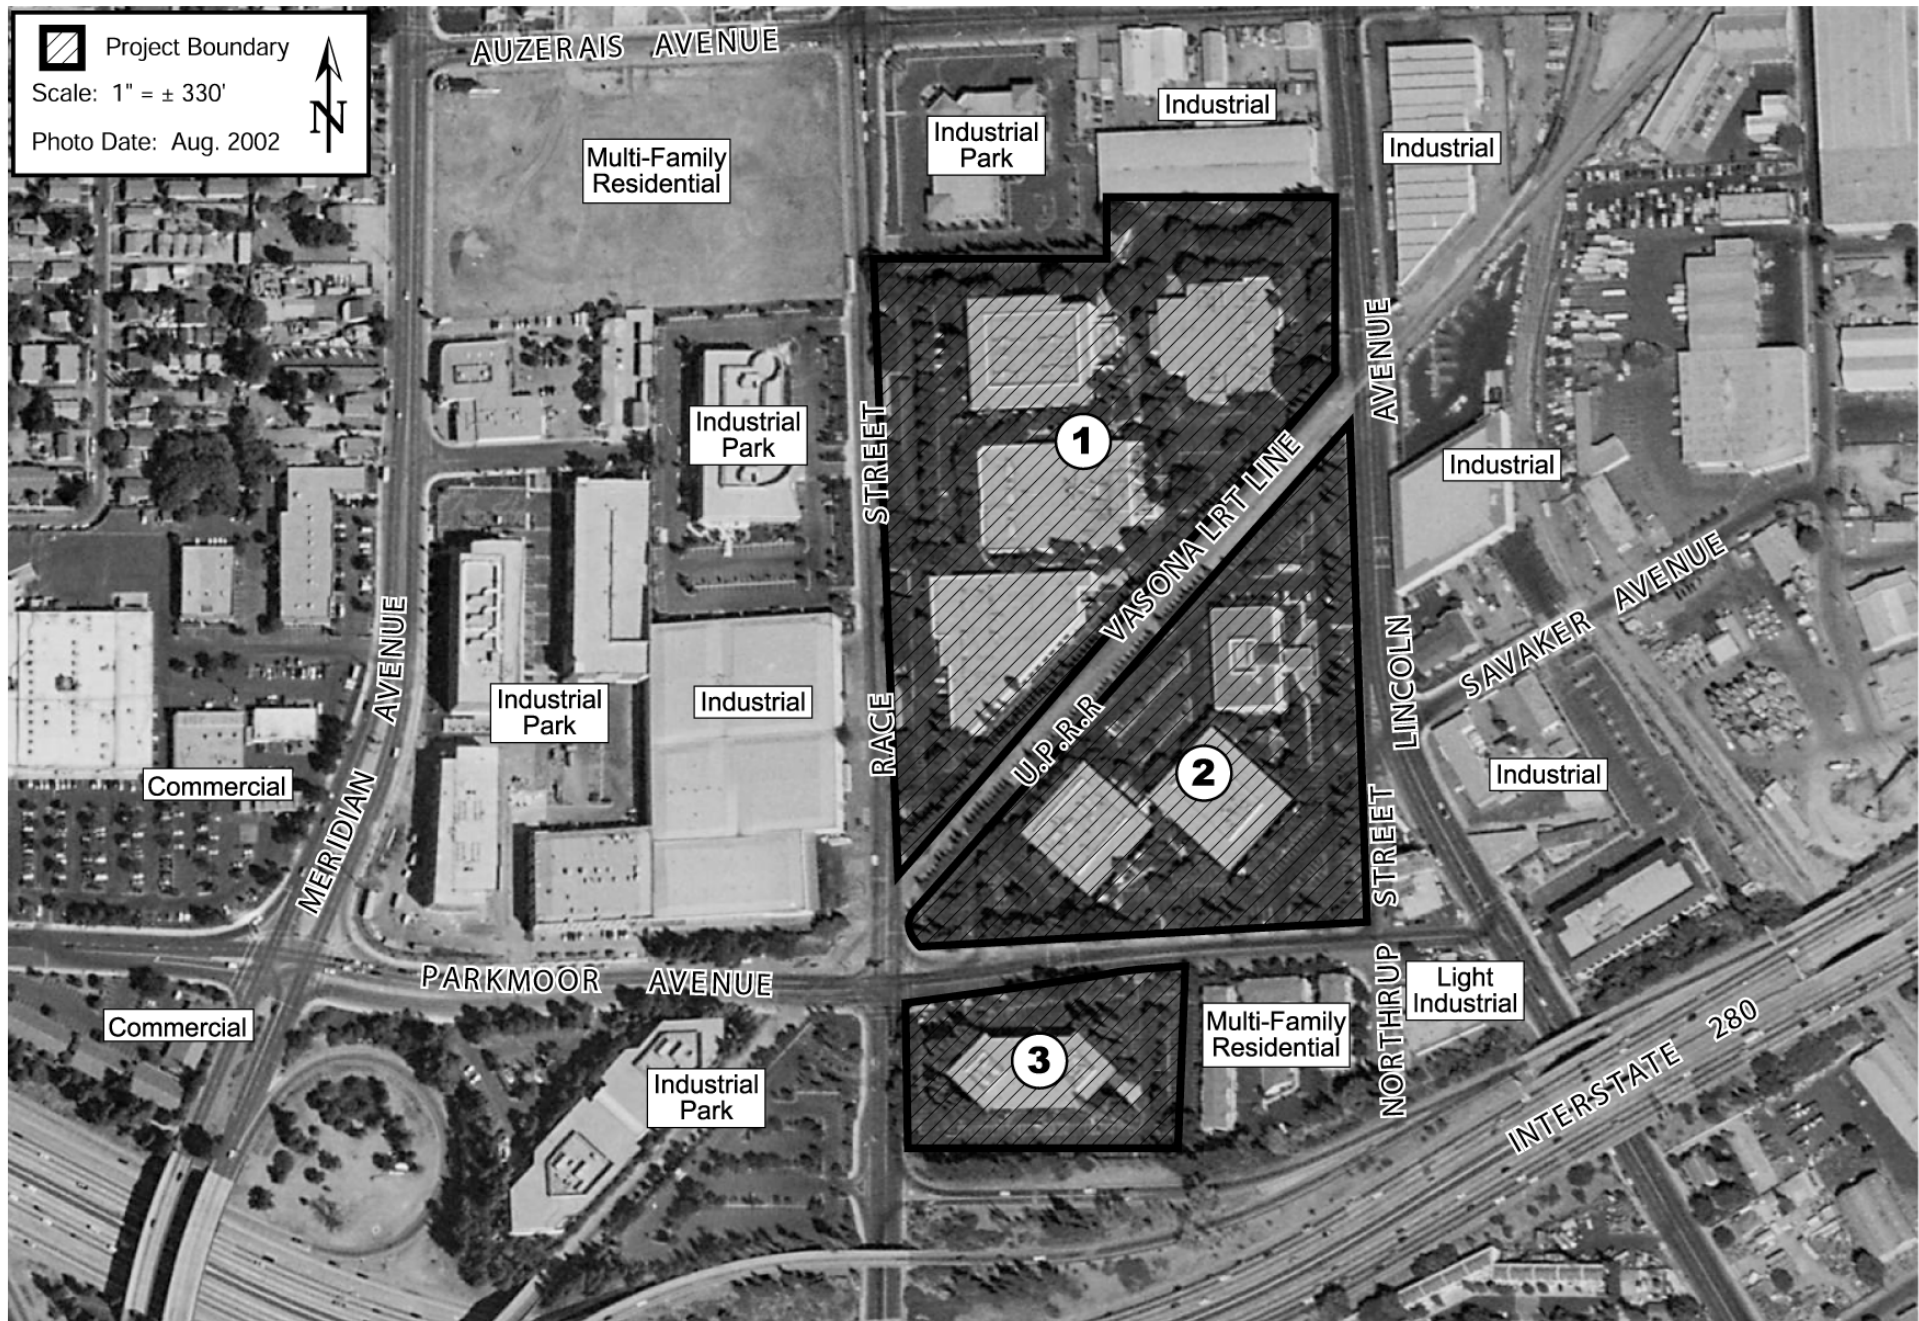 Project Boundary
Scale: 1" = ± 330'
Photo Date: Aug. 2002
N
AUZERAIS AVENUE
Multi-Family
Residential
Industrial
Park
Industrial
Industrial
Industrial
Park
STREET
AVENUE
1
VASONA LRT LINE
Industrial
SAVAKER AVENUE
MERIDIAN AVENUE
Industrial
Park
Industrial
RACE
U.P.R.R
2
LINCOLN
Industrial
Commercial
STREET
PARKMOOR AVENUE
Commercial
Industrial
Park
3
Multi-Family
Residential
NORTHRUP
Light
Industrial
INTERSTATE 280